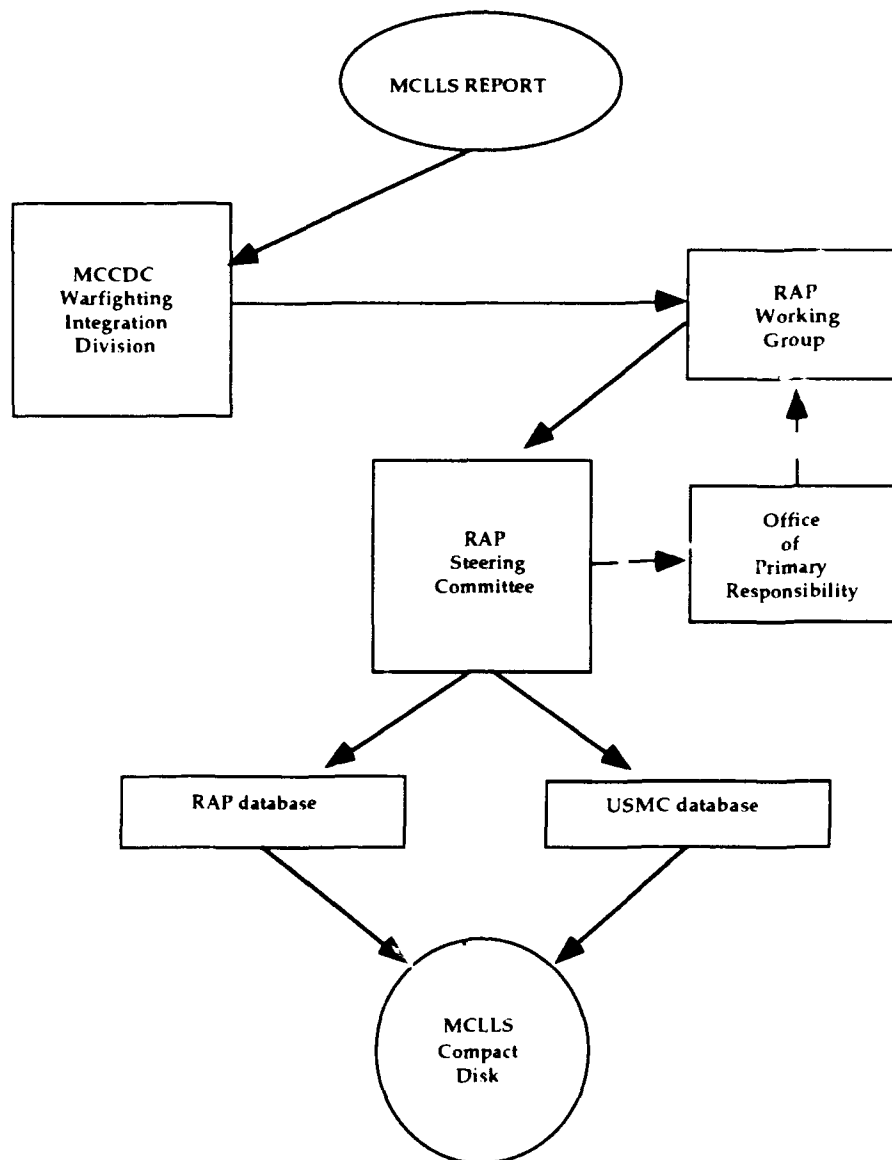 MCLLS REPORT
MCCDC
Warfighting
Integration
Division
RAP
Working
Group
RAP
Steering
Committee
Office
of
Primary
Responsibility
RAP database
USMC database
MCLLS
Compact
Disk